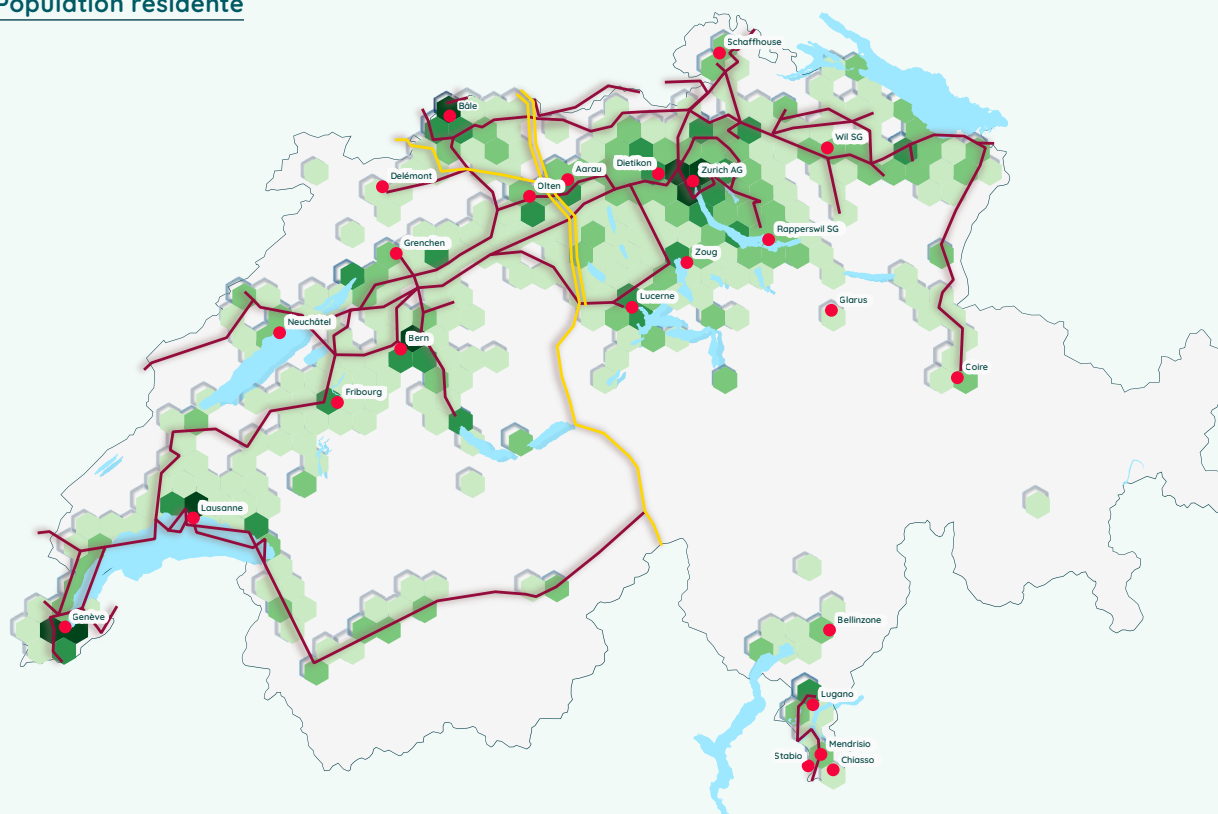 Population résidente
Schaffhouse
Bâle
Wil SG
Dietikon
Aarau
Zurich AG
Delémont
Olten
Rapperswil SG
Grenchen
Zoug
Lucerne
Glarus
Neuchâtel
Bern
Coire
Fribourg
Lausanne
Genève
Bellinzone
Lugano
Mendrisio
Stabio
Chiasso